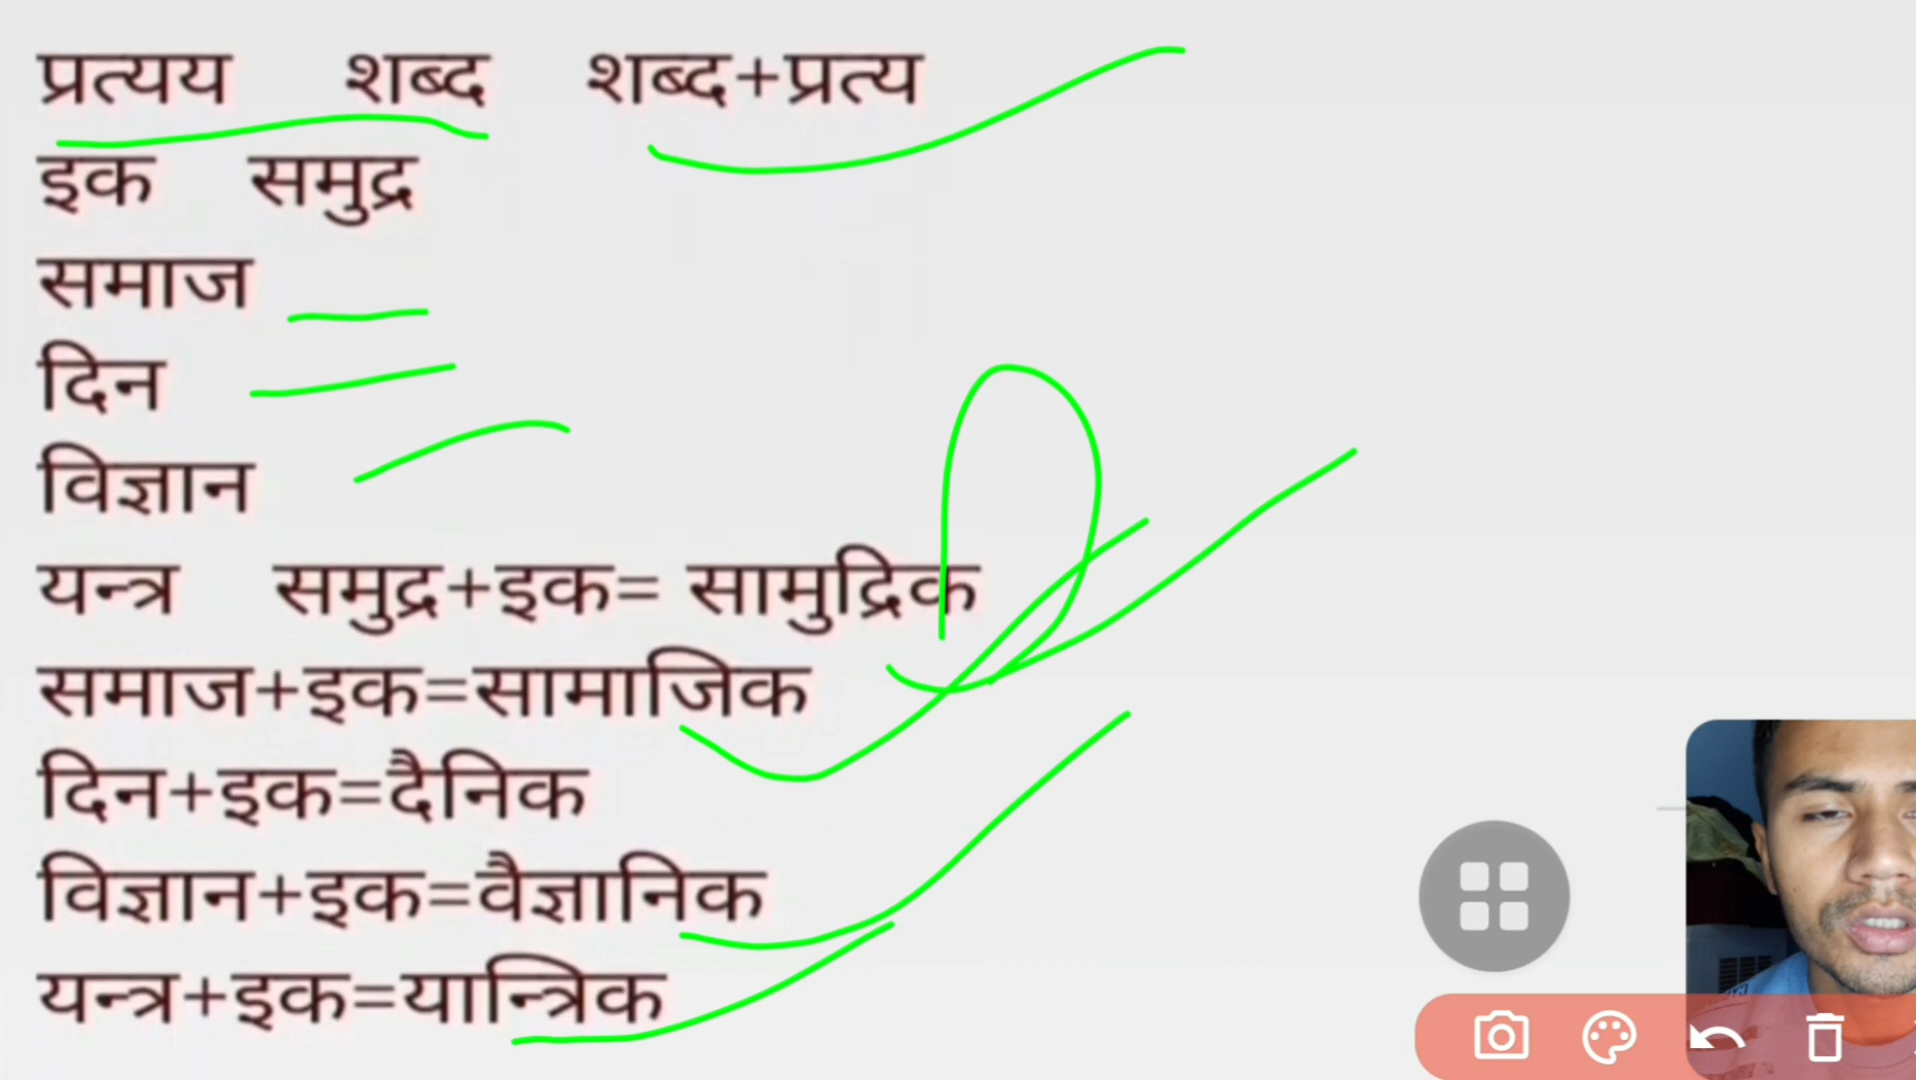 प्रत्यय शब्द शब्द+प्रत्य
इक समुद्र
समाज
दिन
विज्ञान
यन्त्र समुद्र+इक= सामुद्रिक
समाज+इक=सामाजिक
दिन+इक=दैनिक
विज्ञान+इक=वैज्ञानिक
यन्त्र+इक=यान्त्रिक